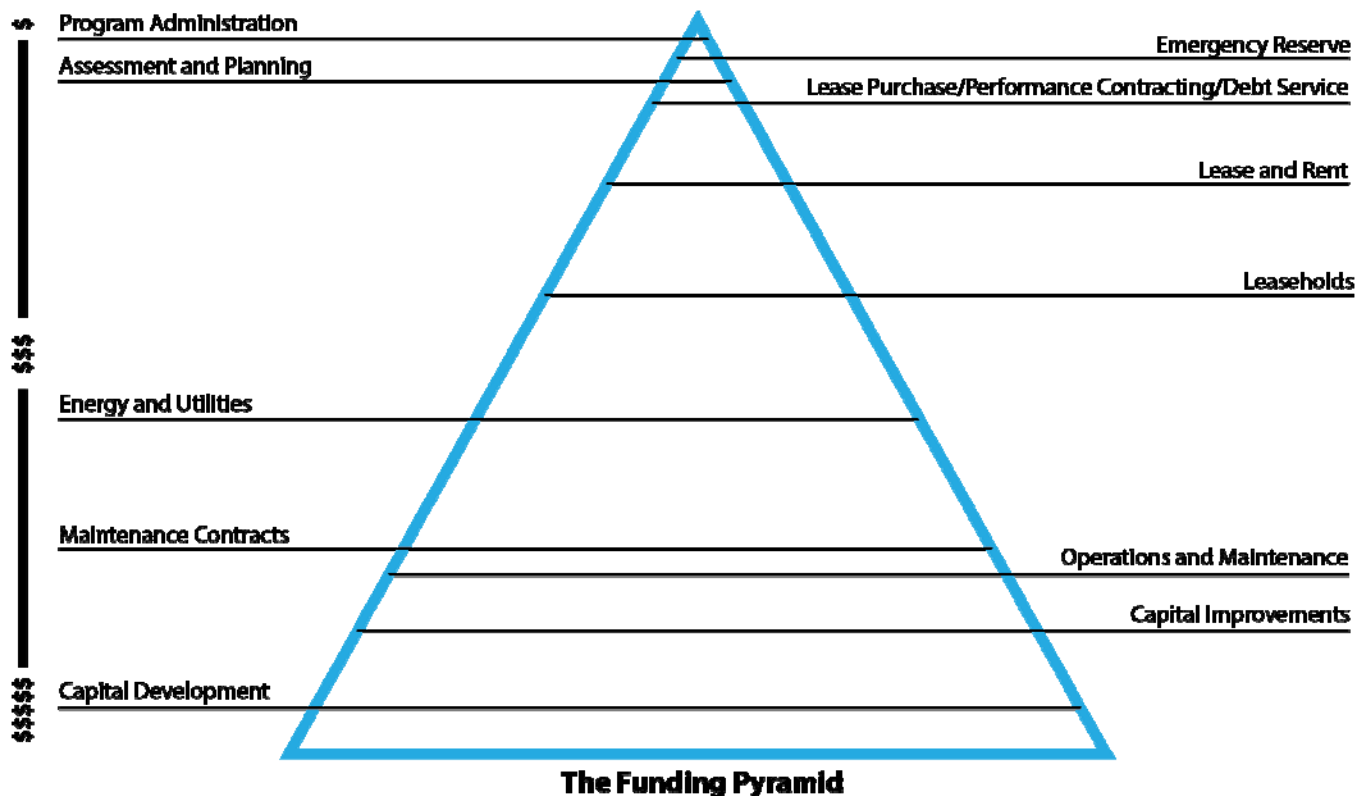 $
Program Administration
Emergency Reserve
Assessment and Planning
Lease Purchase/Performance Contracting/Debt Service
Lease and Rent
Leaseholds
$$$
Energy and Utilities
Maintenance Contracts
Operations and Maintenance
Capital Improvements
Capital Development
$$$$$
The Funding Pyramid